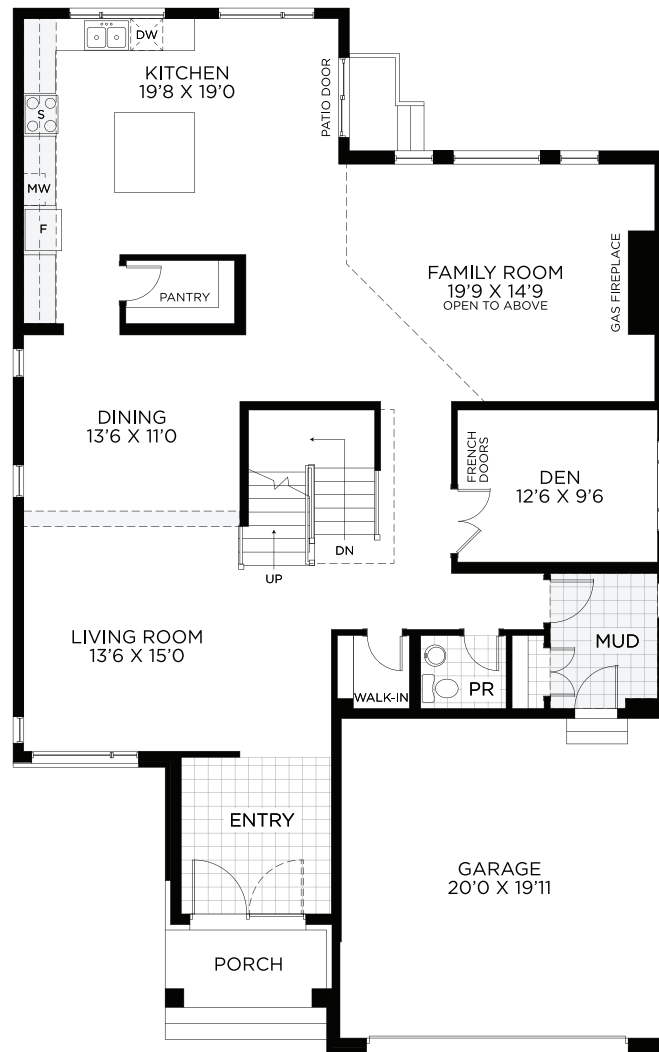 DW
KITCHEN
19'8 X 19'0
PATIO DOOR
S
MW
F
PANTRY
FAMILY ROOM
19'9 X 14'9
OPEN TO ABOVE
GAS FIREPLACE
DINING
13'6 X 11'0
FRENCH
DOORS
DEN
12'6 X 9'6
DN
UP
LIVING ROOM
13'6 X 15'0
WALK-IN
PR
MUD
ENTRY
GARAGE
20'0 X 19'11
PORCH